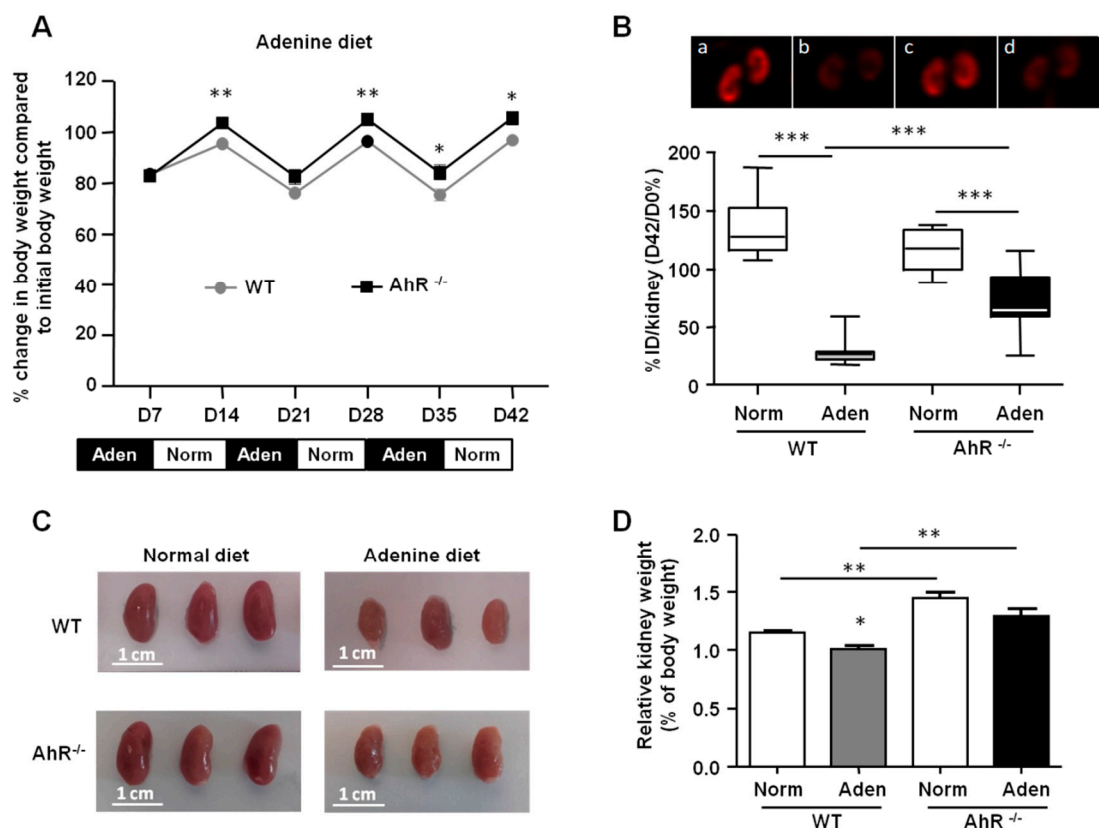 A
Adenine diet
% change in body weight compared
to initial body weight
120
100
80
60
40
20
0
** ** * *
WT AhR -/-
D7 D14 D21 D28 D35 D42
Aden Norm Aden Norm Aden Norm
B
a b c d
%ID/kidney (D42/D0%)
200
150
100
50
0
*** *** ***
Norm Aden Norm Aden
WT AhR -/-
C
Normal diet Adenine diet
WT
1 cm 1 cm
AhR-/-
1 cm 1 cm
D
Relative kidney weight
(% of body weight)
2.0
1.5
1.0
0.5
0.0
** ** *
Norm Aden Norm Aden
WT AhR -/-